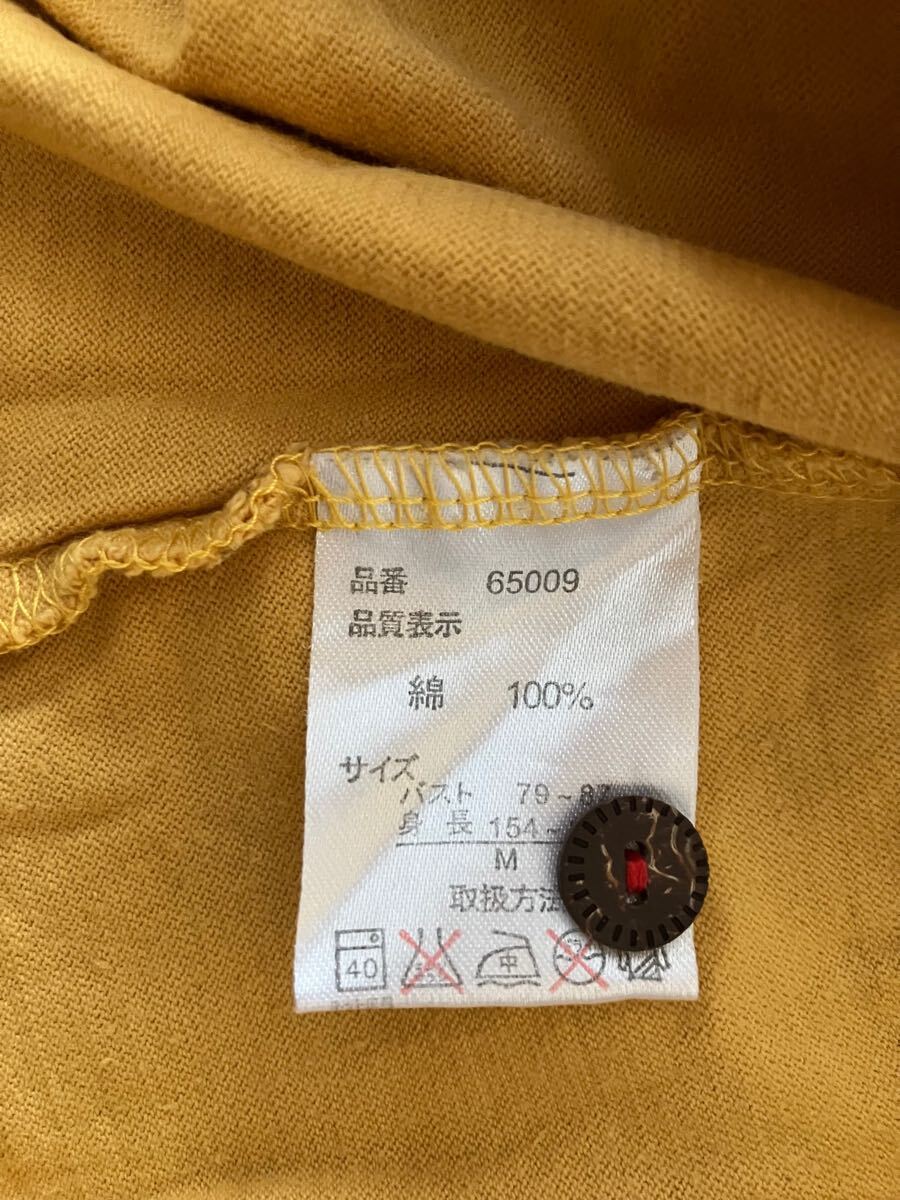 品番 65009
品質表示
綿 100%
サイズ
バスト 79~87
身長 154~
M
取扱方法
40 中